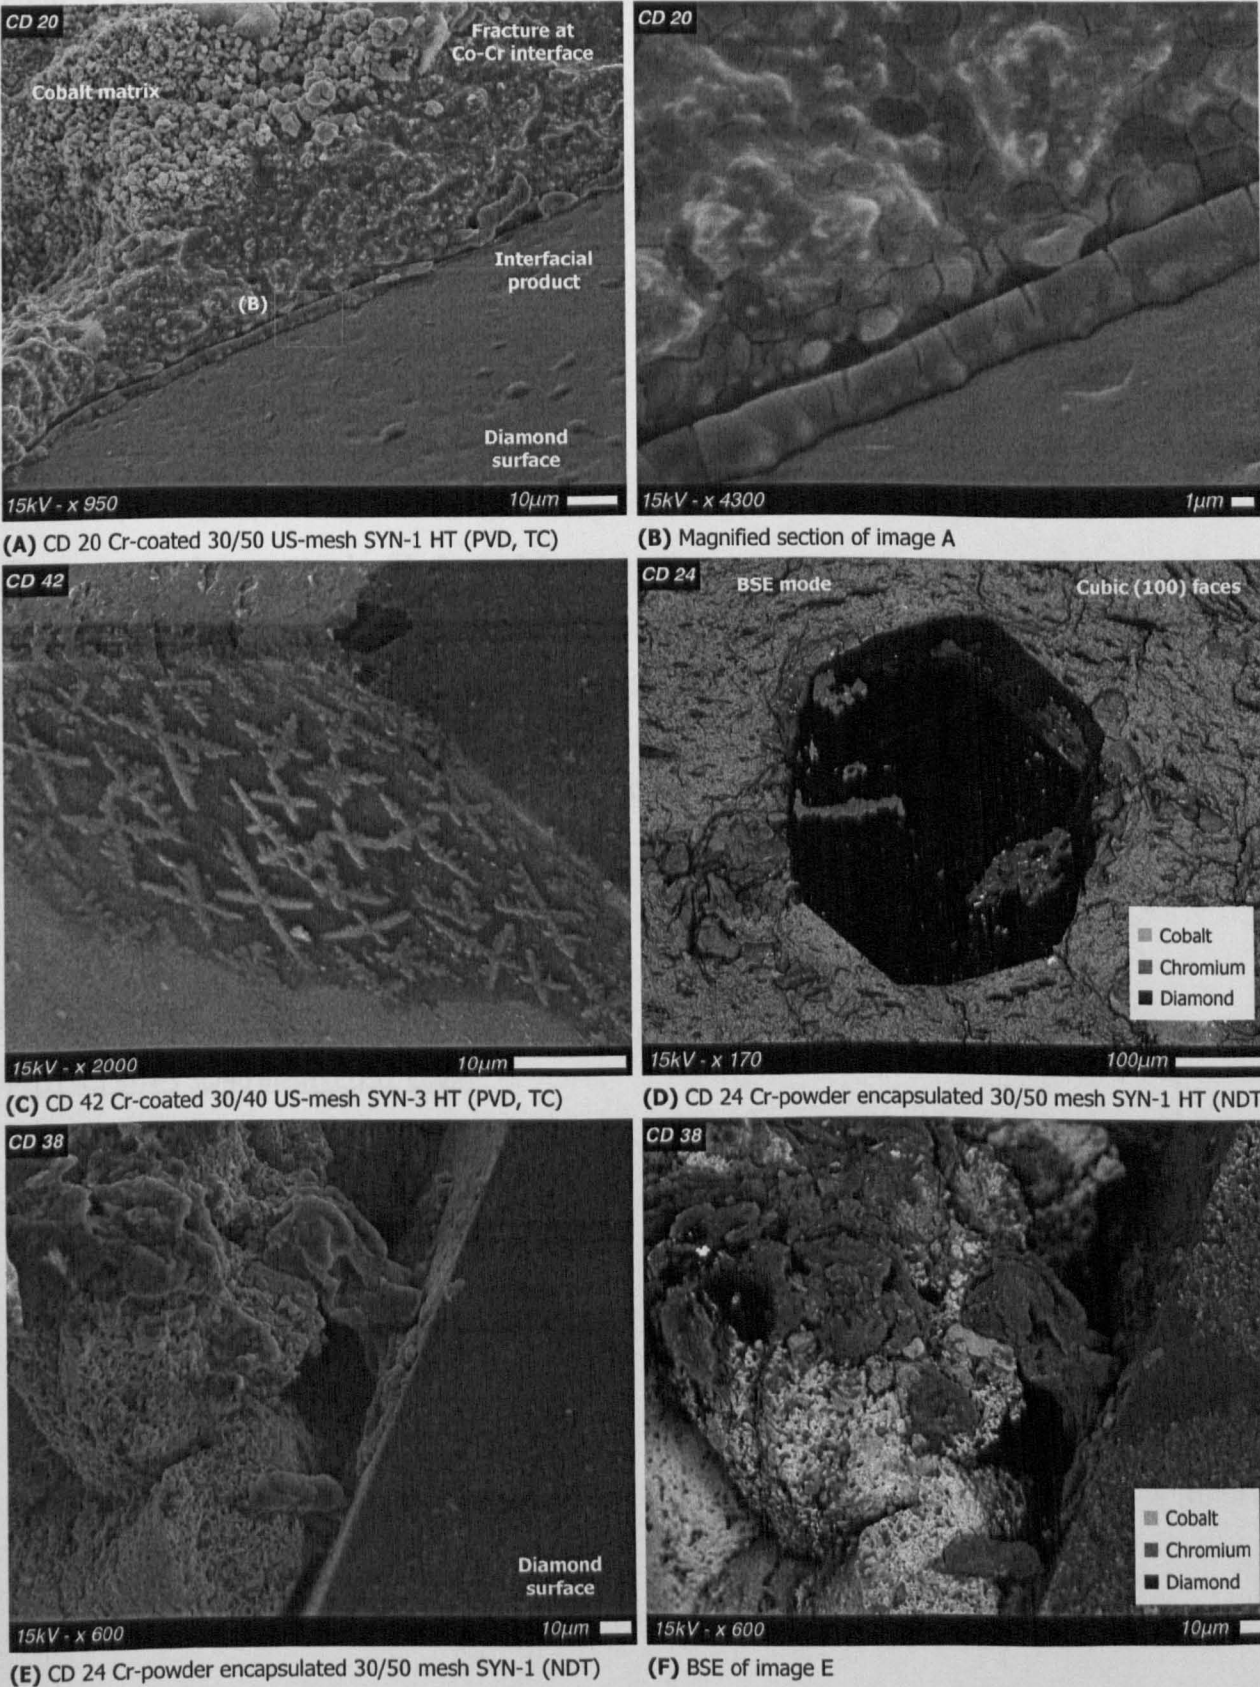 CD 20
Fracture at
Co-Cr interface
Cobalt matrix
Interfacial
product
(B)
Diamond
surface
15kV - x 950
10µm
(A) CD 20 Cr-coated 30/50 US-mesh SYN-1 HT (PVD, TC)
CD 20
15kV - x 4300
1µm
(B) Magnified section of image A
CD 42
15kV - x 2000
10µm
(C) CD 42 Cr-coated 30/40 US-mesh SYN-3 HT (PVD, TC)
CD 24
BSE mode
Cubic (100) faces
Cobalt
Chromium
Diamond
15kV - x 170
100µm
(D) CD 24 Cr-powder encapsulated 30/50 mesh SYN-1 HT (NDT
CD 38
Diamond
surface
15kV - x 600
10µm
(E) CD 24 Cr-powder encapsulated 30/50 mesh SYN-1 (NDT)
CD 38
Cobalt
Chromium
Diamond
15kV - x 600
10µm
(F) BSE of image E